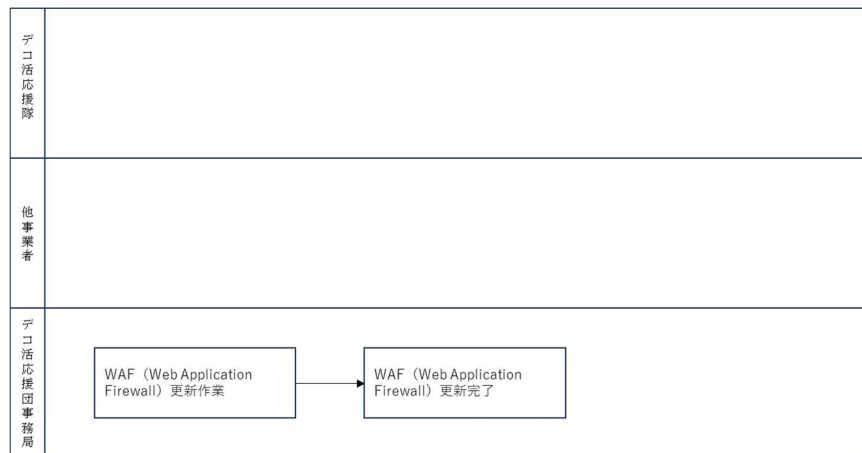 デコ活応援隊
他事業者
デコ活応援団事務局
WAF（Web Application
Firewall）更新作業
WAF（Web Application
Firewall）更新完了